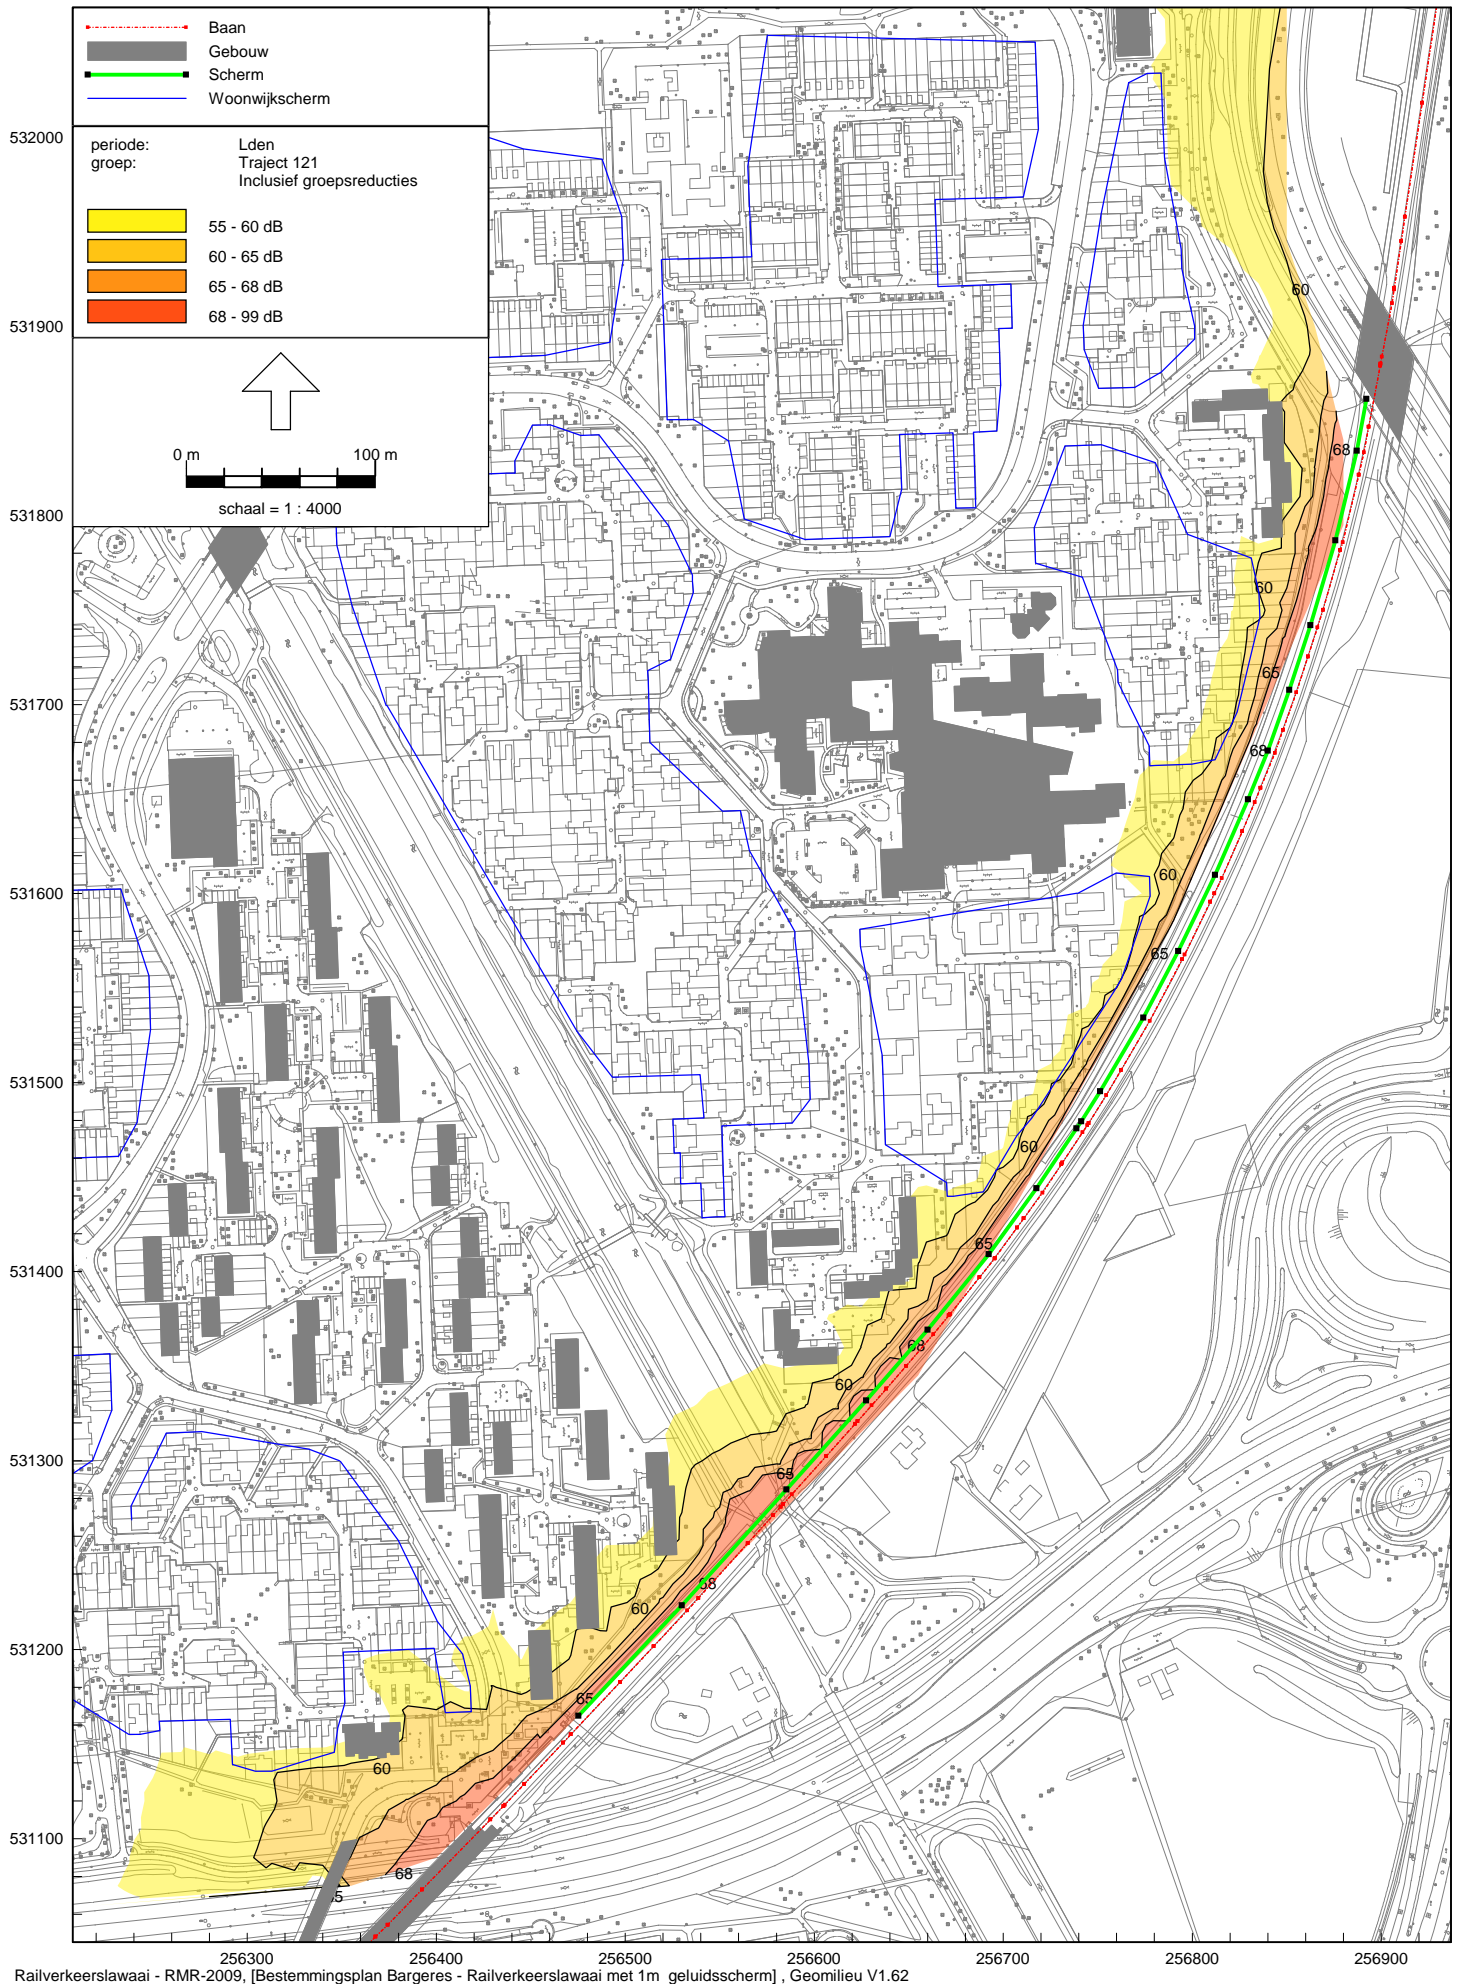 Baan
Gebouw
Scherm
Woonwijkscherm
periode: Lden
groep: Traject 121
Inclusief groepsreducties
55 - 60 dB
60 - 65 dB
65 - 68 dB
68 - 99 dB
0 m 100 m
schaal = 1 : 4000
532000
531900
531800
531700
531600
531500
531400
531300
531200
531100
60
68
60
65
68
60
65
60
65
68
60
65
68
60
65
60
68
65
256300 256400 256500 256600 256700 256800 256900
Railverkeerslawaai - RMR-2009, [Bestemmingsplan Bargeres - Railverkeerslawaai met 1m geluidsscherm] , Geomilieu V1.62